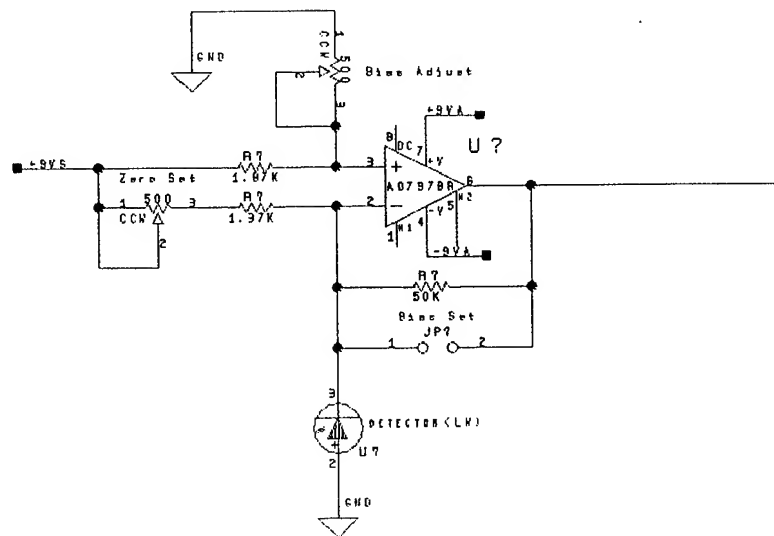 GND
1
CCW
500
2
3
Bias Adjust
+9VS
R?
1.87K
Zero Set
1
500
3
CCW
2
R?
1.37K
8
DC
7
+V
+9VA
U ?
3
+
AD797BR
6
2
−
1
N1
4
-V
5
N2
-9VA
R?
50K
Bias Set
JP?
1
2
3
DETECTOR(LW)
+
U?
2
GND